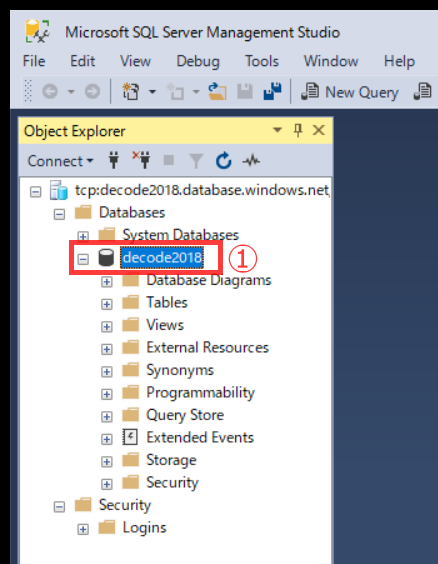 Microsoft SQL Server Management Studio
File Edit View Debug Tools Window Help
New Query
Object Explorer
Connect
tcp:decode2018.database.windows.net,
Databases
System Databases
decode2018 ①
Database Diagrams
Tables
Views
External Resources
Synonyms
Programmability
Query Store
Extended Events
Storage
Security
Security
Logins